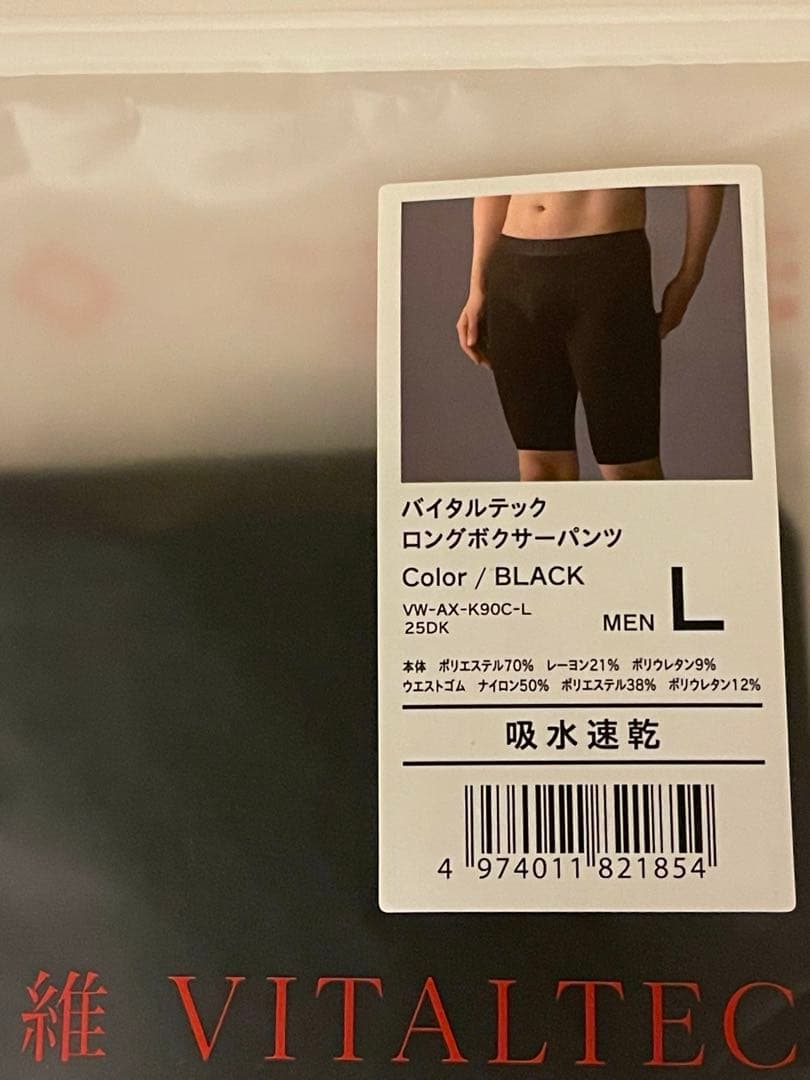 バイタルテック
ロングボクサーパンツ
Color / BLACK
VW-AX-K90C-L
25DK
MEN L
本体 ポリエステル70% レーヨン21% ポリウレタン9%
ウエストゴム ナイロン50% ポリエステル38% ポリウレタン12%
吸水速乾
4 974011 821854
維 VITALTEC